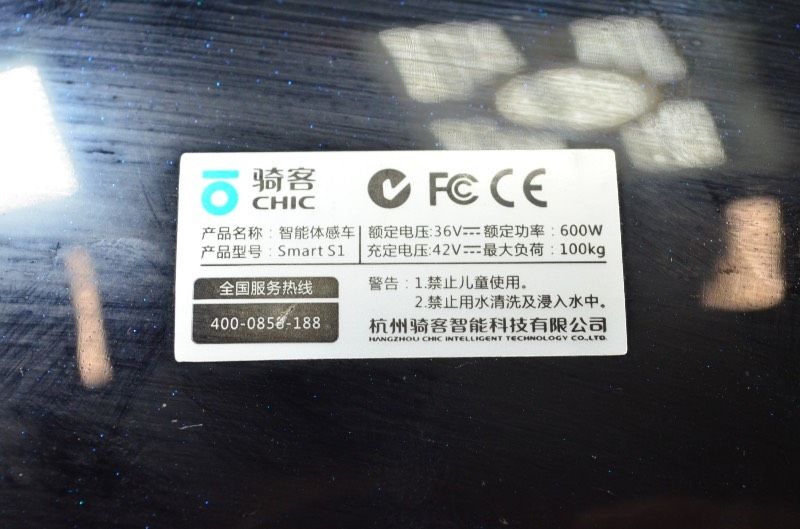 骑客
CHIC
FC CE
产品名称：智能体感车
产品型号：Smart S1
额定电压:36V⎓额定功率：600W
充定电压:42V⎓最大负荷：100kg
全国服务热线
400-0856-188
警告：1.禁止儿童使用。
2.禁止用水清洗及浸入水中。
杭州骑客智能科技有限公司
HANGZHOU CHIC INTELLIGENT TECHNOLOGY CO.,LTD.